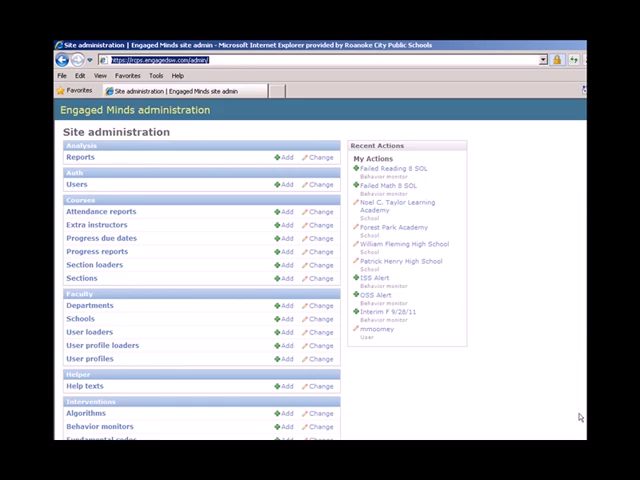 Site administration | Engaged Minds site admin - Microsoft Internet Explorer provided by Roanoke City Public Schools
https://rcps.engagedsw.com/admin/
File Edit View Favorites Tools Help
Favorites Site administration | Engaged Minds site admin
Engaged Minds administration
Site administration
Analysis
Reports Add Change
Auth
Users Add Change
Courses
Attendance reports Add Change
Extra instructors Add Change
Progress due dates Add Change
Progress reports Add Change
Section loaders Add Change
Sections Add Change
Faculty
Departments Add Change
Schools Add Change
User loaders Add Change
User profile loaders Add Change
User profiles Add Change
Helper
Help texts Add Change
Interventions
Algorithms Add Change
Behavior monitors Add Change
Fundamental codes Add Change
Recent Actions
My Actions
Failed Reading 8 SOL
Behavior monitor
Failed Math 8 SOL
Behavior monitor
Noel C. Taylor Learning
Academy
School
Forest Park Academy
School
William Fleming High School
School
Patrick Henry High School
School
ISS Alert
Behavior monitor
OSS Alert
Behavior monitor
Interim F 9/28/11
Behavior monitor
mmoomey
User